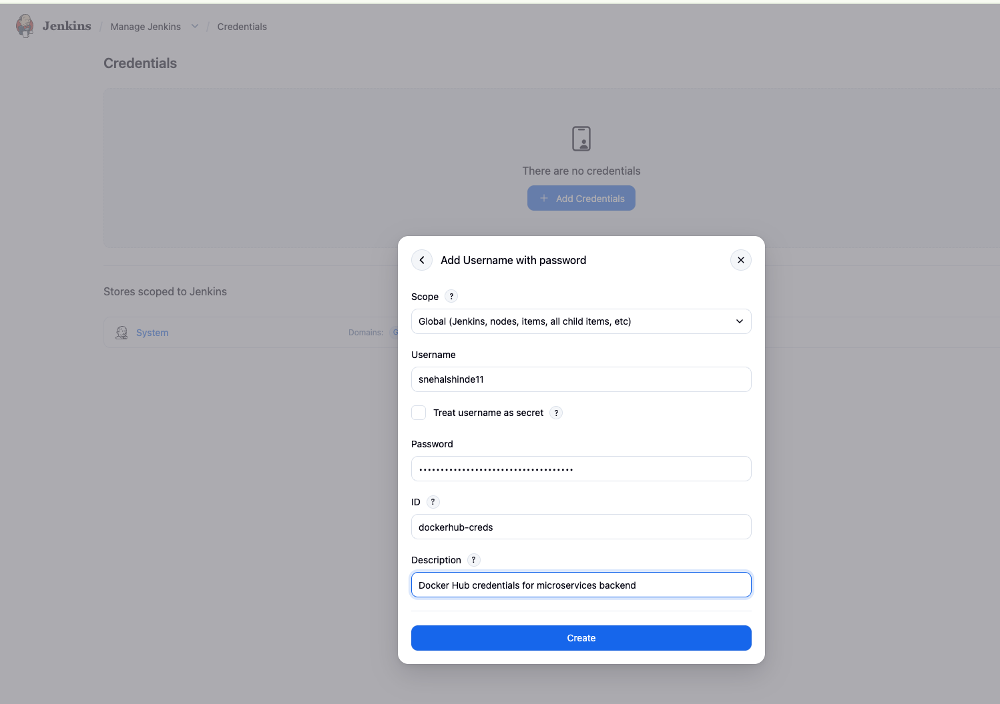 Jenkins / Manage Jenkins / Credentials
Credentials
There are no credentials
+ Add Credentials
Add Username with password
Scope ?
Global (Jenkins, nodes, items, all child items, etc)
Stores scoped to Jenkins
System Domains: G
Username
snehalshinde11
Treat username as secret ?
Password
••••••••••••••••••••••••••••••••••••
ID ?
dockerhub-creds
Description ?
Docker Hub credentials for microservices backend
Create